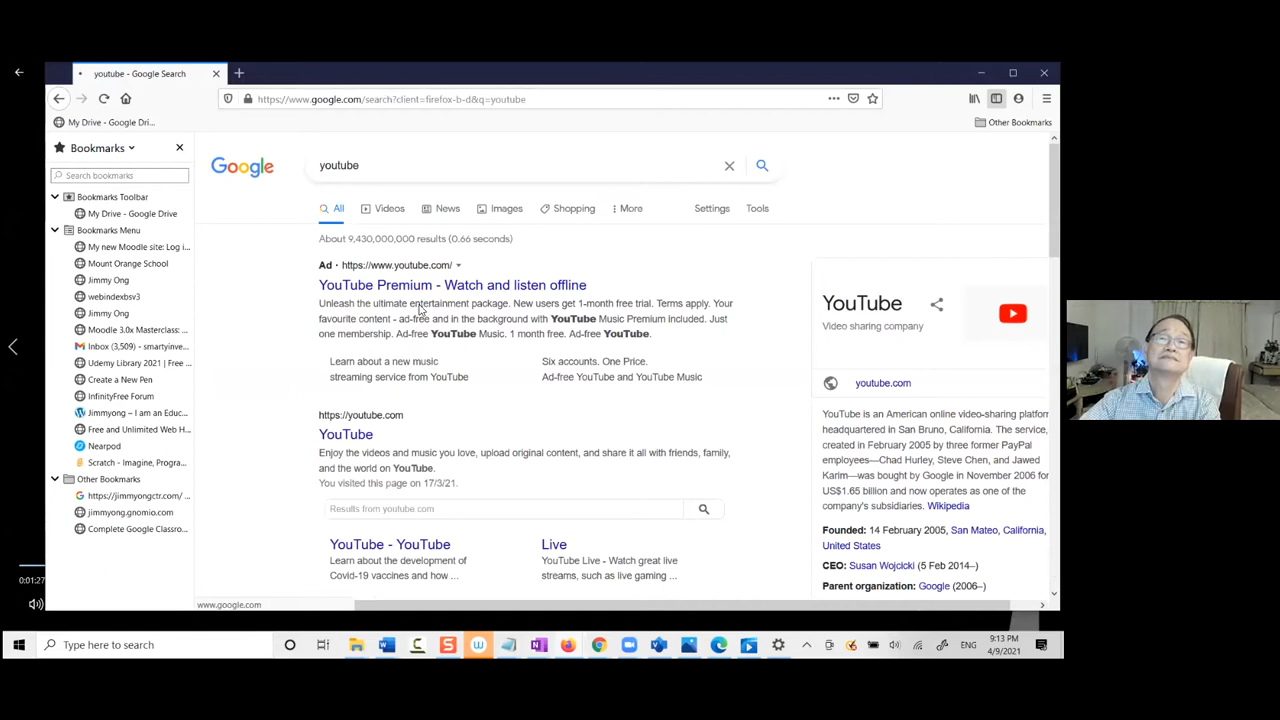 youtube - Google Search
https://www.google.com/search?client=firefox-b-d&q=youtube
My Drive - Google Dri...
Other Bookmarks
Bookmarks
Search bookmarks
Bookmarks Toolbar
My Drive - Google Drive
Bookmarks Menu
My new Moodle site: Log i...
Mount Orange School
Jimmy Ong
webindexbsv3
Jimmy Ong
Moodle 3.0x Masterclass: ...
Inbox (3,509) - smartyinve...
Udemy Library 2021 | Free ...
Create a New Pen
InfinityFree Forum
Jimmyong – I am an Educ...
Free and Unlimited Web H...
Nearpod
Scratch - Imagine, Progra...
Other Bookmarks
https://jimmyongctr.com/ ...
jimmyong.gnomio.com
Complete Google Classro...
Google
youtube
All
Videos
News
Images
Shopping
More
Settings
Tools
About 9,430,000,000 results (0.66 seconds)
Ad · https://www.youtube.com/
YouTube Premium - Watch and listen offline
Unleash the ultimate entertainment package. New users get 1-month free trial. Terms apply. Your
favourite content - ad-free and in the background with YouTube Music Premium included. Just
one membership. Ad-free YouTube Music. 1 month free. Ad-free YouTube.
Learn about a new music
streaming service from YouTube
Six accounts. One Price.
Ad-free YouTube and YouTube Music
https://youtube.com
YouTube
Enjoy the videos and music you love, upload original content, and share it all with friends, family,
and the world on YouTube.
You visited this page on 17/3/21.
Results from youtube.com
YouTube - YouTube
Learn about the development of
Covid-19 vaccines and how ...
Live
YouTube Live - Watch great live
streams, such as live gaming ...
YouTube
Video sharing company
youtube.com
YouTube is an American online video-sharing platform
headquartered in San Bruno, California. The service,
created in February 2005 by three former PayPal
employees—Chad Hurley, Steve Chen, and Jawed
Karim—was bought by Google in November 2006 for
US$1.65 billion and now operates as one of the
company's subsidiaries. Wikipedia
Founded: 14 February 2005, San Mateo, California,
United States
CEO: Susan Wojcicki (5 Feb 2014–)
Parent organization: Google (2006–)
www.google.com
0:01:27
Type here to search
ENG
9:13 PM
4/9/2021